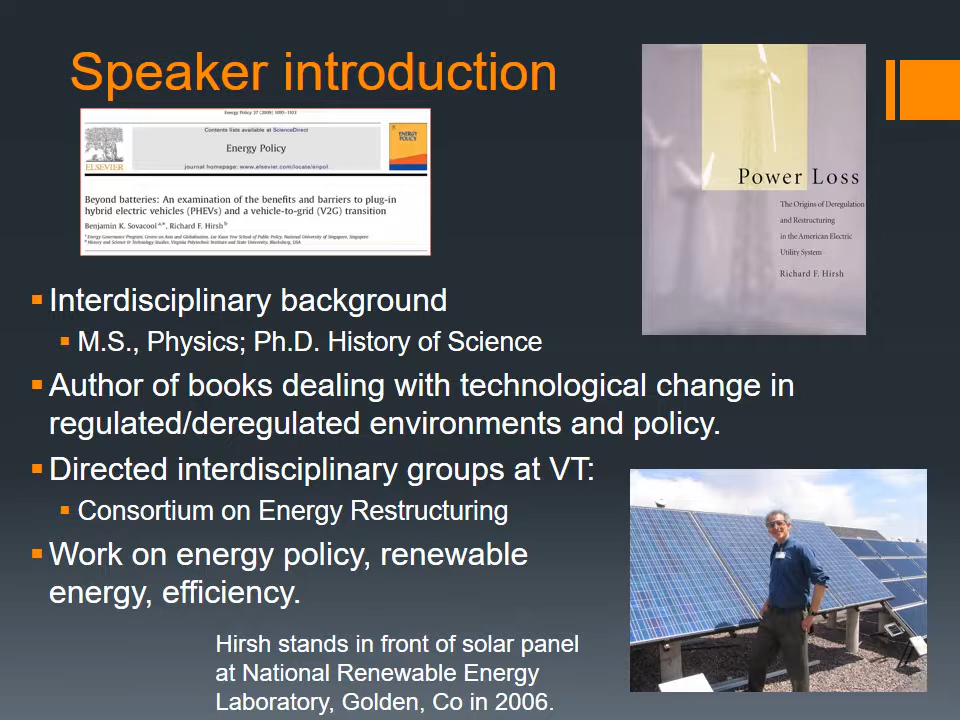 Speaker introduction
Energy Policy 37 (2009) 1095–1103
Contents lists available at ScienceDirect
Energy Policy
journal homepage: www.elsevier.com/locate/enpol
ELSEVIER
ENERGY
POLICY
Beyond batteries: An examination of the benefits and barriers to plug-in
hybrid electric vehicles (PHEVs) and a vehicle-to-grid (V2G) transition
Benjamin K. Sovacool a,*, Richard F. Hirsh b
a Energy Governance Program, Centre on Asia and Globalisation, Lee Kuan Yew School of Public Policy, National University of Singapore, Singapore
b History and Science & Technology Studies, Virginia Polytechnic Institute and State University, Blacksburg, USA
Power Loss
The Origins of Deregulation
and Restructuring
in the American Electric
Utility System
Richard F. Hirsh
Interdisciplinary background
M.S., Physics; Ph.D. History of Science
Author of books dealing with technological change in
regulated/deregulated environments and policy.
Directed interdisciplinary groups at VT:
Consortium on Energy Restructuring
Work on energy policy, renewable
energy, efficiency.
Hirsh stands in front of solar panel
at National Renewable Energy
Laboratory, Golden, Co in 2006.